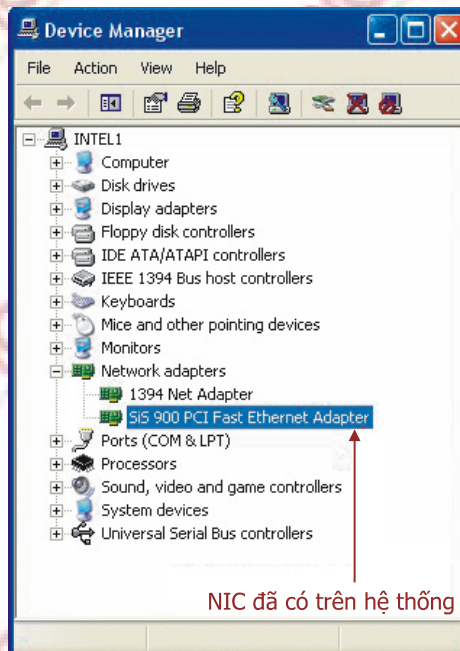 Device Manager
File Action View Help
INTEL1
Computer
Disk drives
Display adapters
Floppy disk controllers
IDE ATA/ATAPI controllers
IEEE 1394 Bus host controllers
Keyboards
Mice and other pointing devices
Monitors
Network adapters
1394 Net Adapter
SiS 900 PCI Fast Ethernet Adapter
Ports (COM & LPT)
Processors
Sound, video and game controllers
System devices
Universal Serial Bus controllers
NIC đã có trên hệ thống